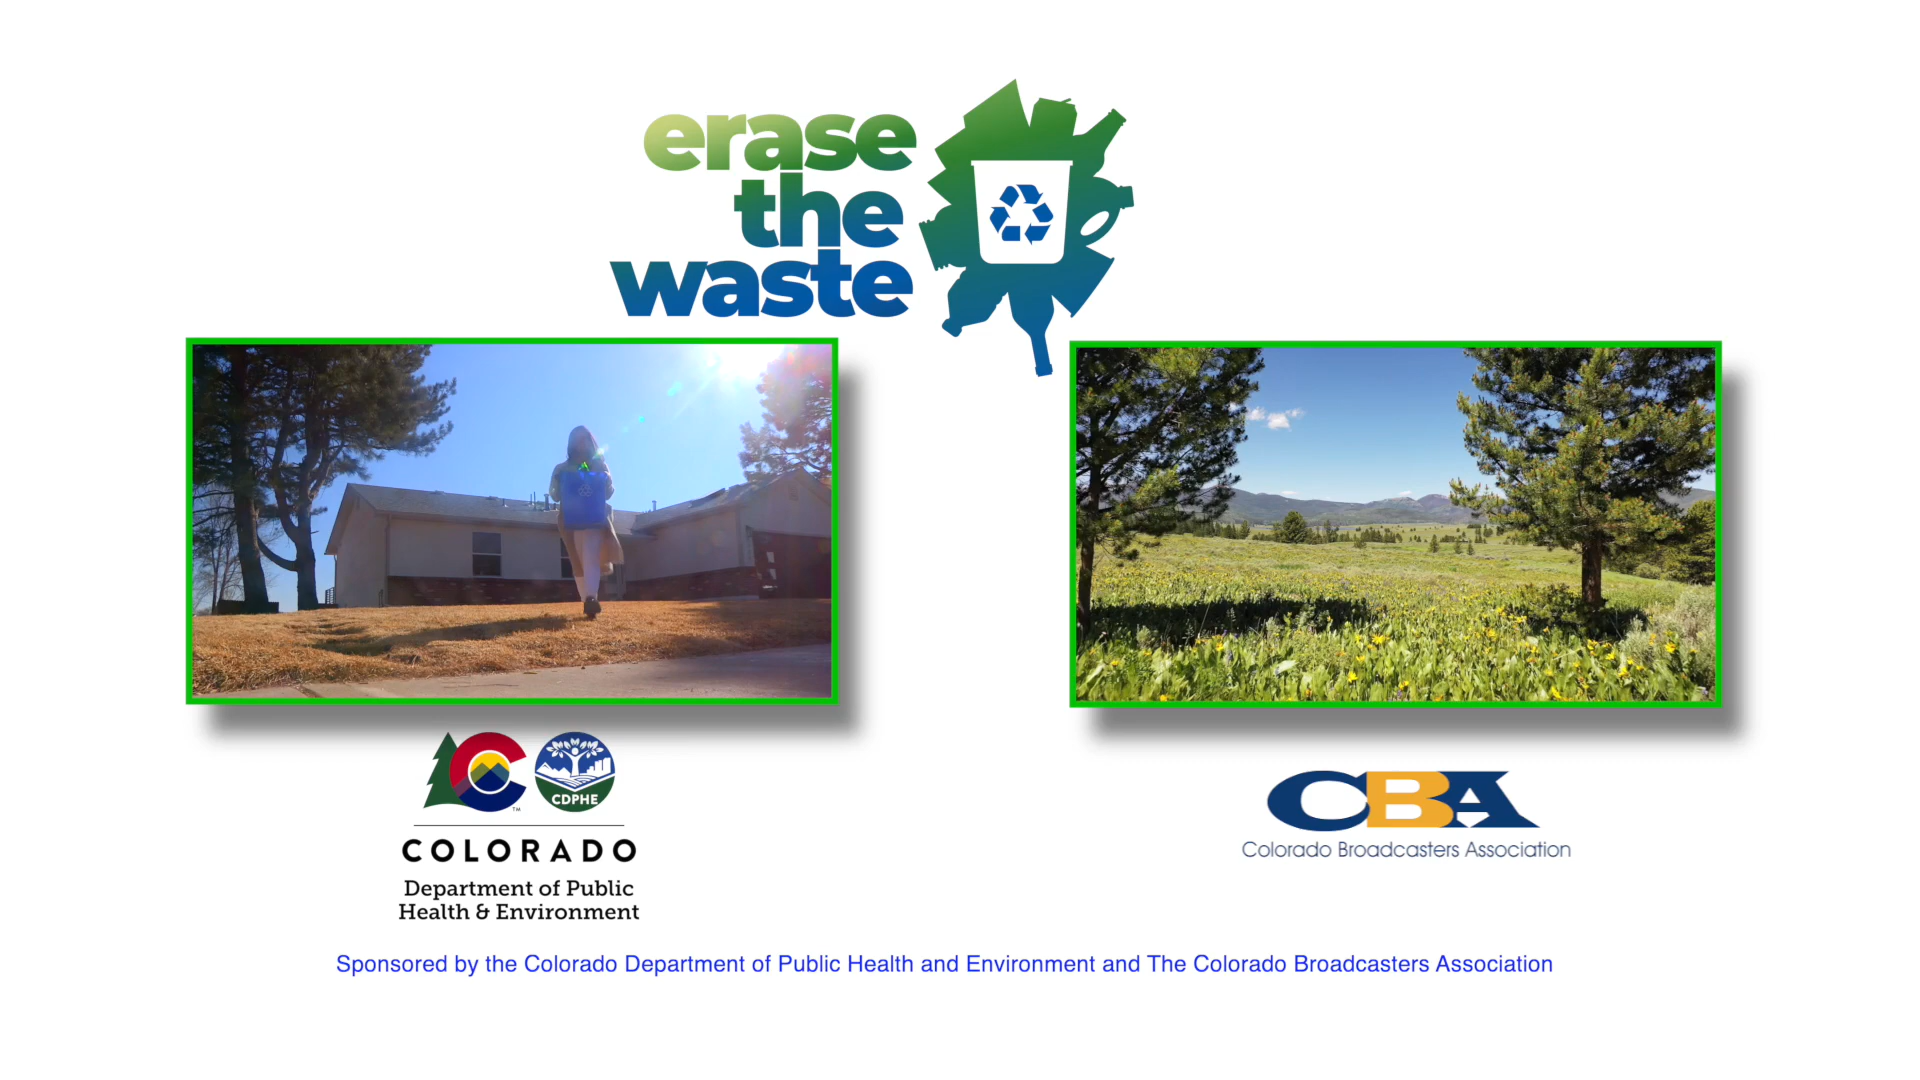 erase
the
waste
TM
CDPHE
COLORADO
Department of Public
Health & Environment
CBA
Colorado Broadcasters Association
Sponsored by the Colorado Department of Public Health and Environment and The Colorado Broadcasters Association